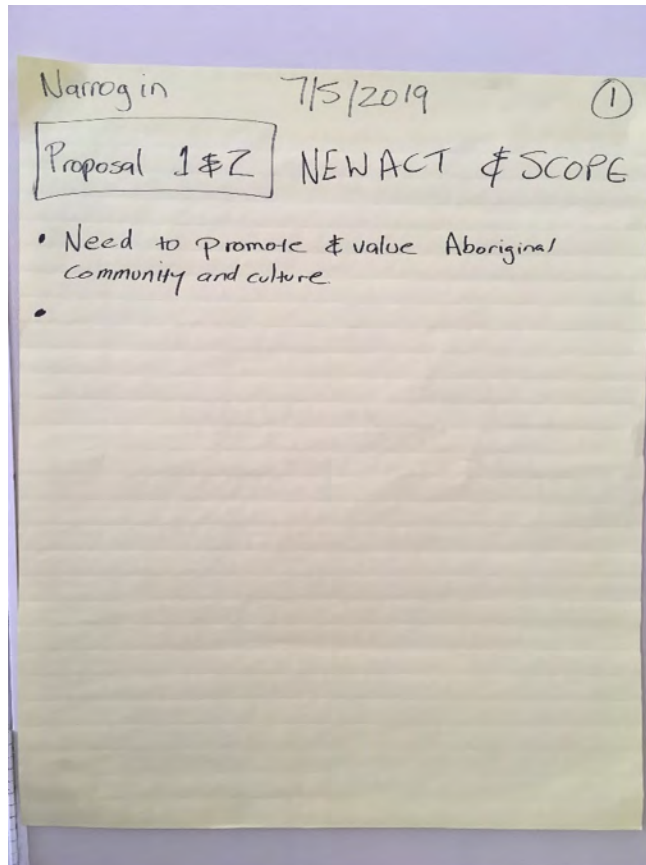 Narrogin 7/5/2019 1
Proposal 1 & 2 NEW ACT & SCOPE
• Need to promote & value Aboriginal
Community and culture.
•